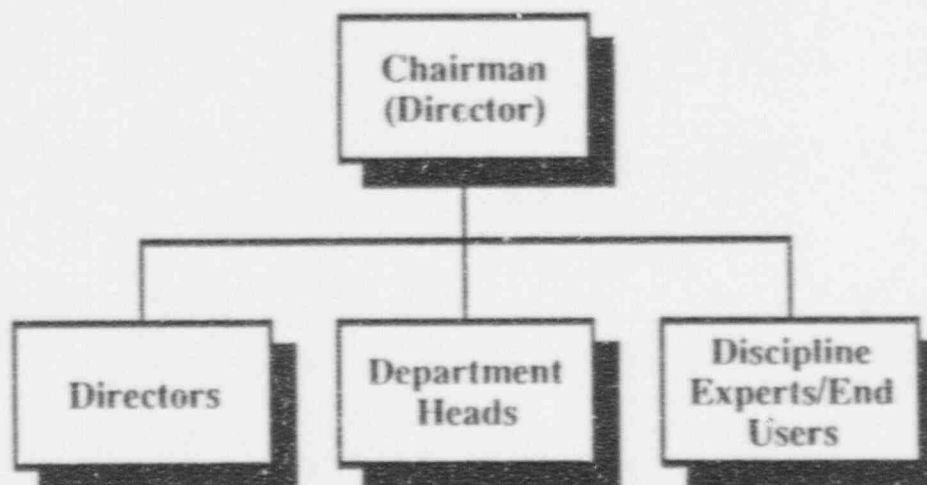 Chairman
(Director)
Directors
Department
Heads
Discipline
Experts/End
Users